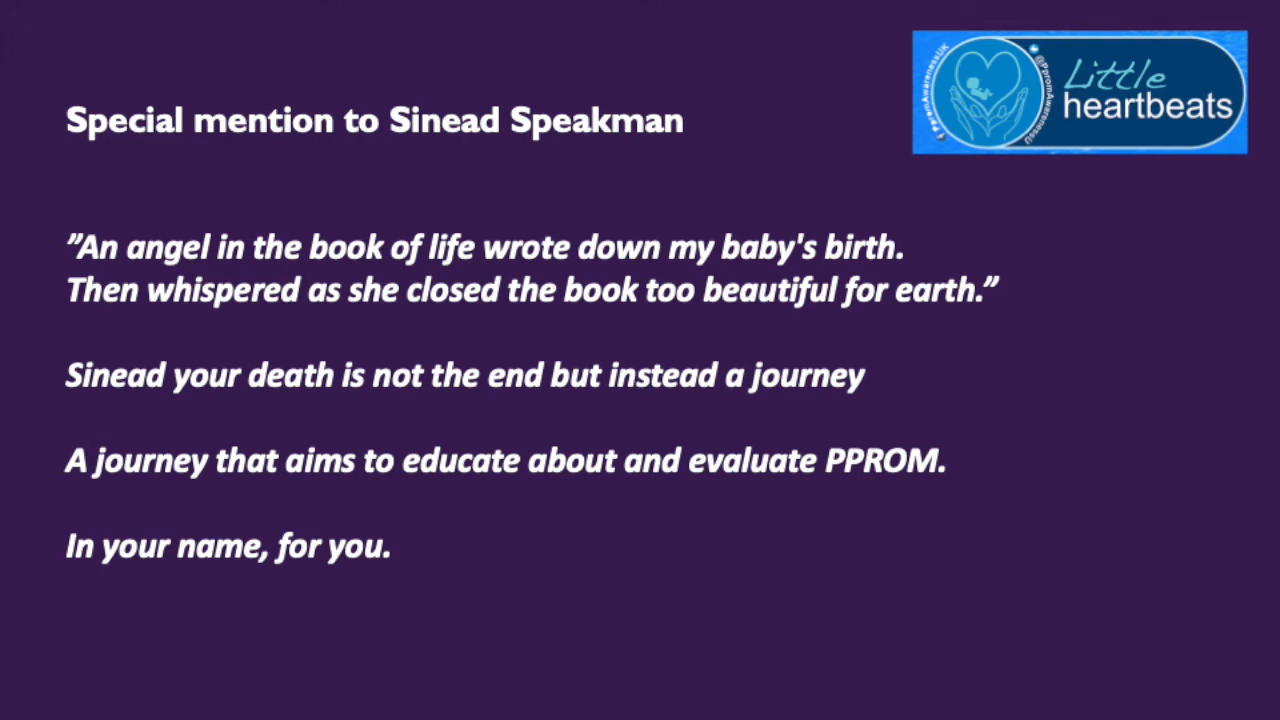 Special mention to Sinead Speakman
Little
heartbeats
@PpromAwarenessU
PpromAwarenessUK
”An angel in the book of life wrote down my baby's birth.
Then whispered as she closed the book too beautiful for earth.”
Sinead your death is not the end but instead a journey
A journey that aims to educate about and evaluate PPROM.
In your name, for you.